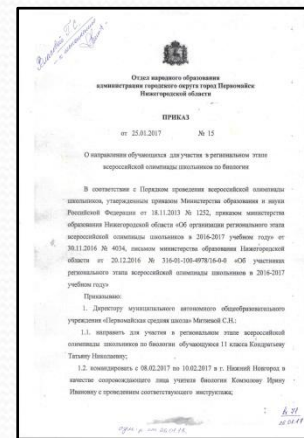 Отдел народного образования
администрации городского округа город Первомайск
Нижегородской области
ПРИКАЗ
от 25.01.2017 № 15
О направлении обучающихся для участия в региональном этапе
всероссийской олимпиады школьников по биологии
В соответствие с Порядком проведения всероссийской олимпиады
школьников, утвержденным приказом Министерства образования и науки
Российской Федерации от 18.11.2013 № 1252, приказом министерства
образования Нижегородской области «Об организации регионального этапа
всероссийской олимпиады школьников в 2016-2017 учебном году» от
30.11.2016 № 4034, письмом министерства образования Нижегородской
области от 20.12.2016 № 316-01-100-4978/16-0-0 «Об участниках
регионального этапа всероссийской олимпиады школьников в 2016-2017
учебном году»
Приказываю:
1. Директору муниципального автономного общеобразовательного
учреждения «Первомайская средняя школа» Митяевой С.Н.:
1.1. направить для участия в региональном этапе всероссийской
олимпиады школьников по биологии обучающуюся 11 класса Кондратьеву
Татьяну Николаевну;
1.2. командировать с 08.02.2017 по 10.02.2017 в г. Нижний Новгород в
качестве сопровождающего лица учителя биологии Комзолову Ирину
Ивановну с проведением соответствующего инструктажа;